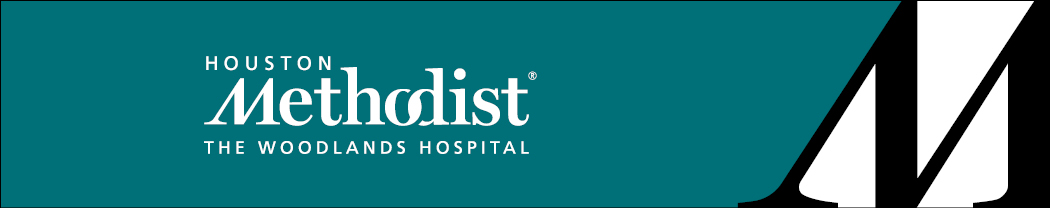 HOUSTON
Methodist®
THE WOODLANDS HOSPITAL
M